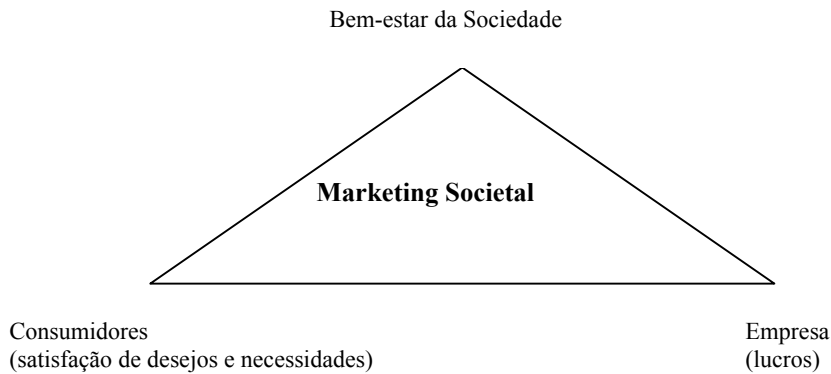 Bem-estar da Sociedade
Marketing Societal
Consumidores
(satisfação de desejos e necessidades)
Empresa
(lucros)